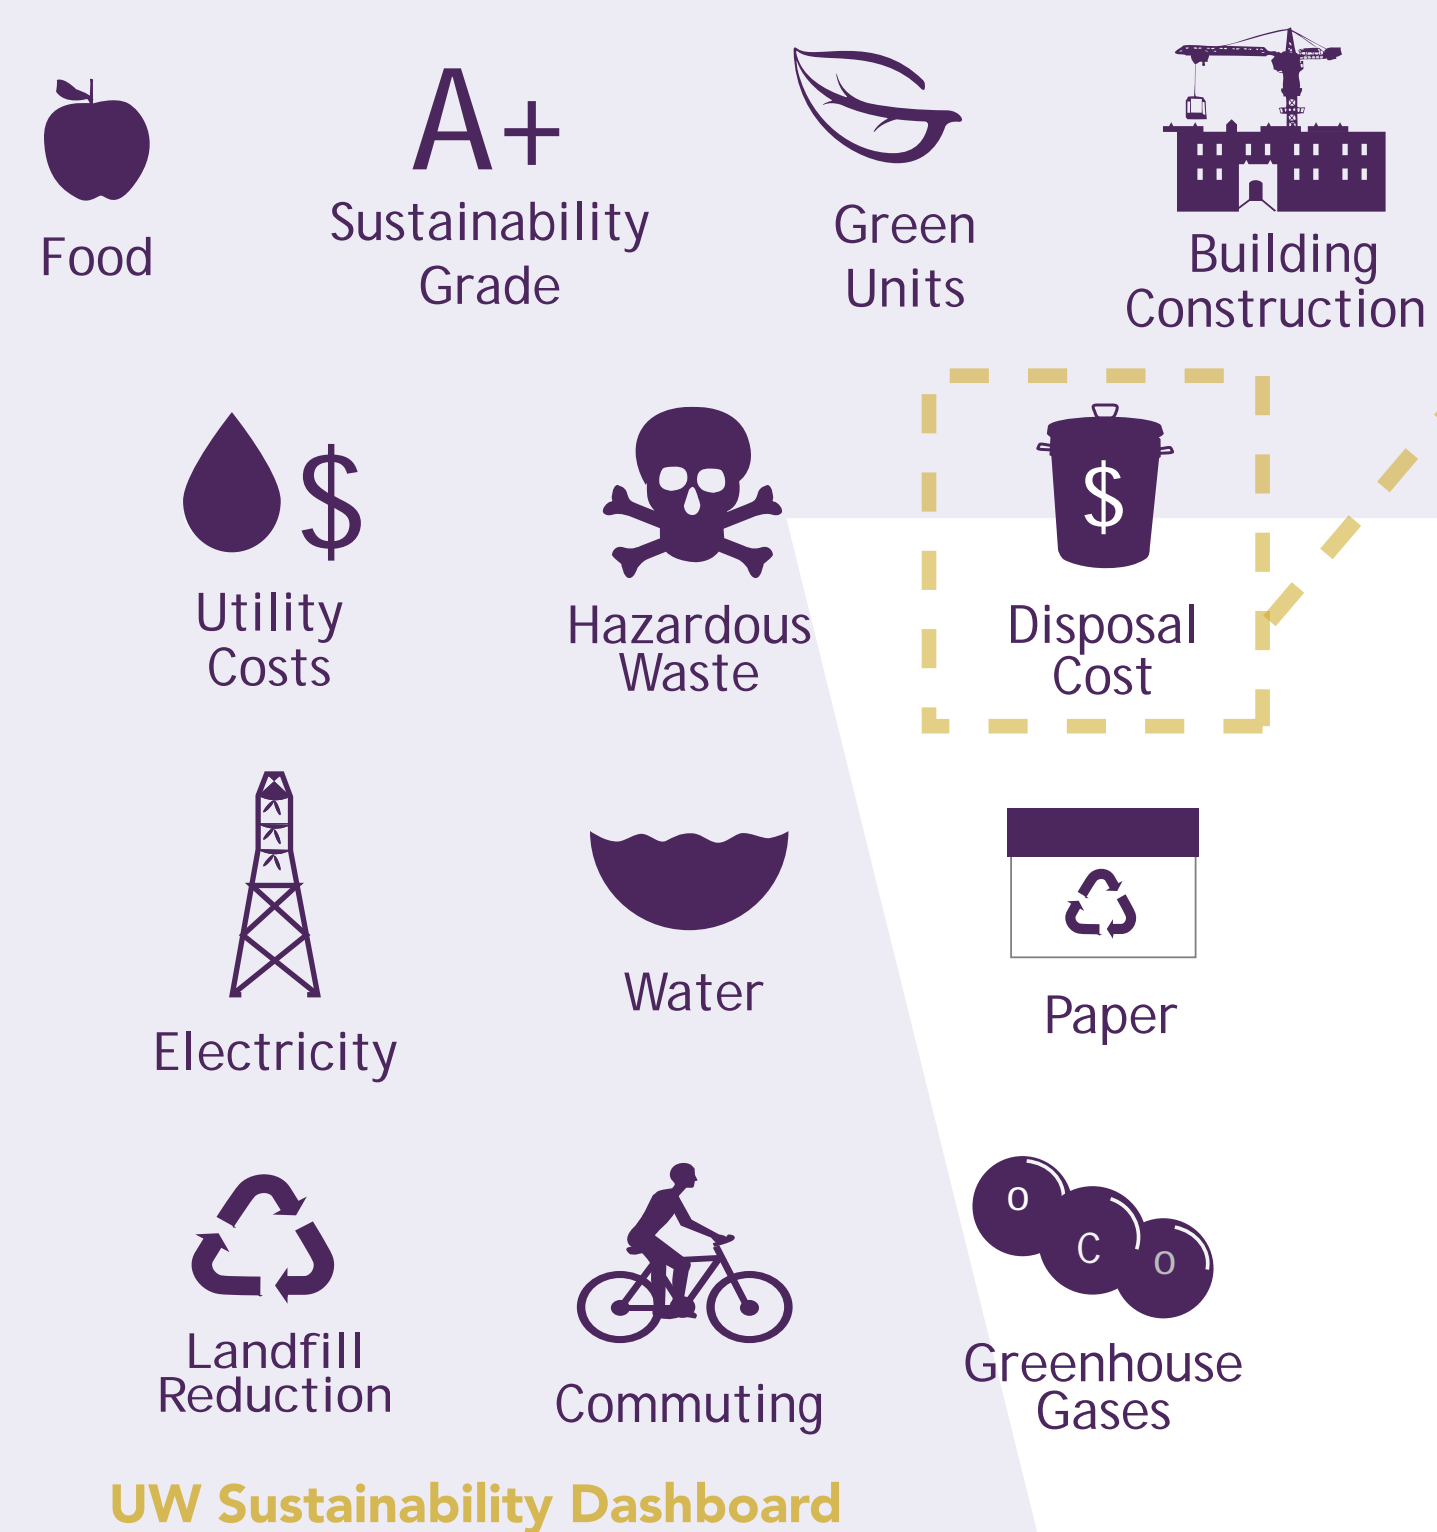 A+
Food
Sustainability
Grade
Green
Units
Building
Construction
$
Utility
Costs
Hazardous
Waste
$
Disposal
Cost
Electricity
Water
Paper
Landfill
Reduction
Commuting
O
C
O
Greenhouse
Gases
UW Sustainability Dashboard